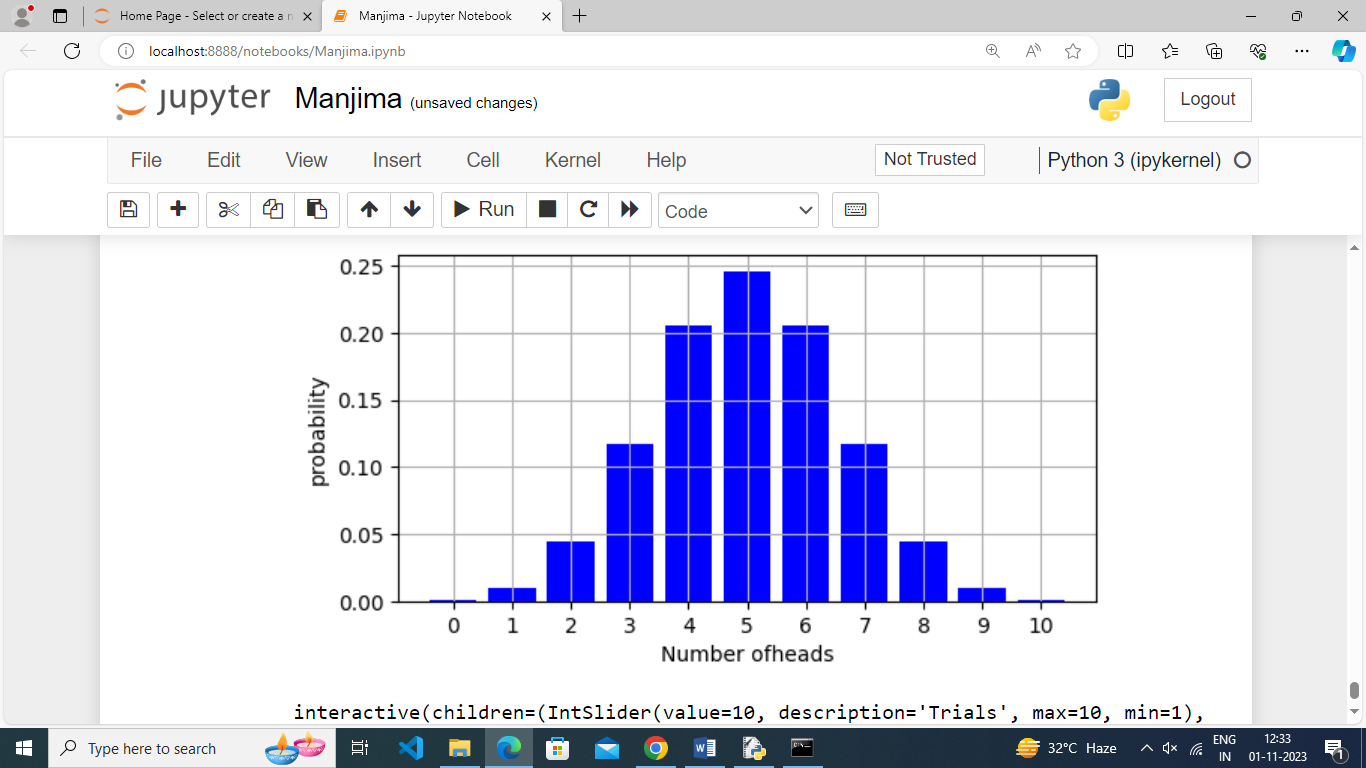 Home Page - Select or create a n
Manjima - Jupyter Notebook
localhost:8888/notebooks/Manjima.ipynb
jupyter Manjima (unsaved changes)
Logout
File Edit View Insert Cell Kernel Help
Not Trusted
Python 3 (ipykernel)
Run
Code
0.25
0.20
0.15
0.10
0.05
0.00
probability
0 1 2 3 4 5 6 7 8 9 10
Number ofheads
interactive(children=(IntSlider(value=10, description='Trials', max=10, min=1),
Type here to search
32°C Haze
ENG
IN
12:33
01-11-2023
1